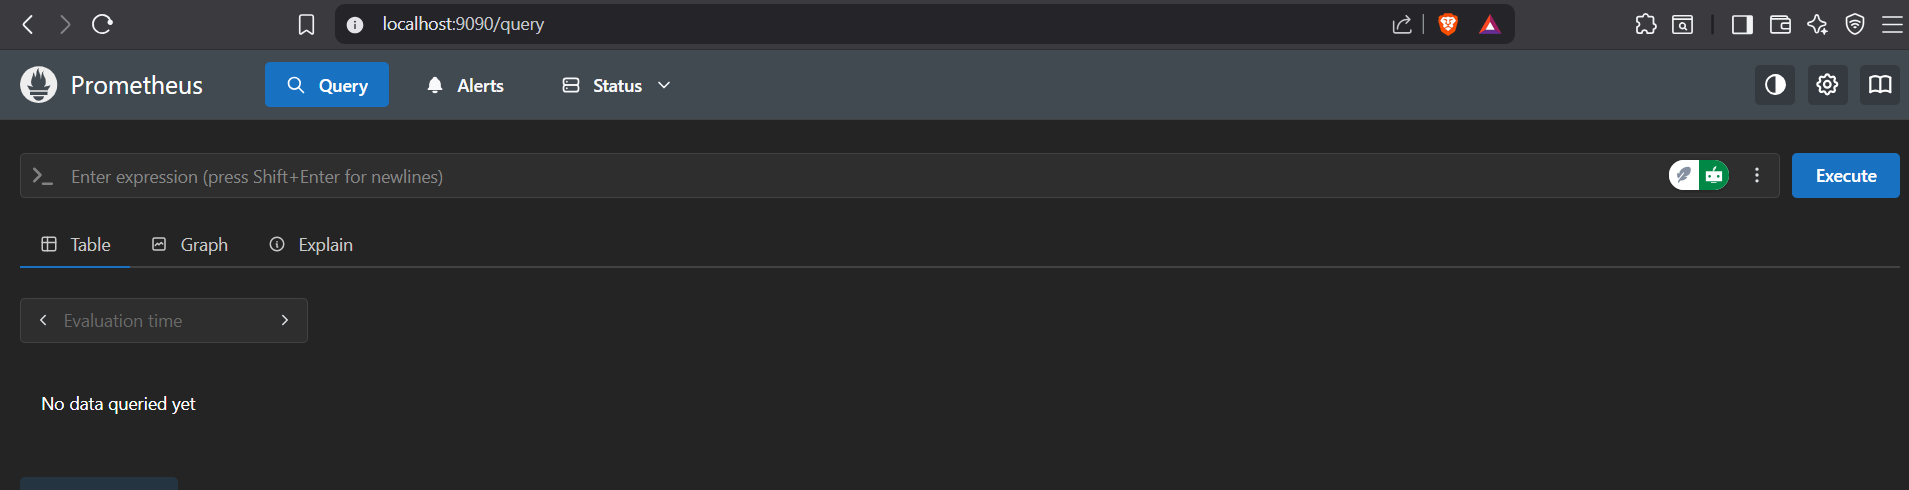 localhost:9090/query
Prometheus Query Alerts Status
Enter expression (press Shift+Enter for newlines) Execute
Table Graph Explain
Evaluation time
No data queried yet